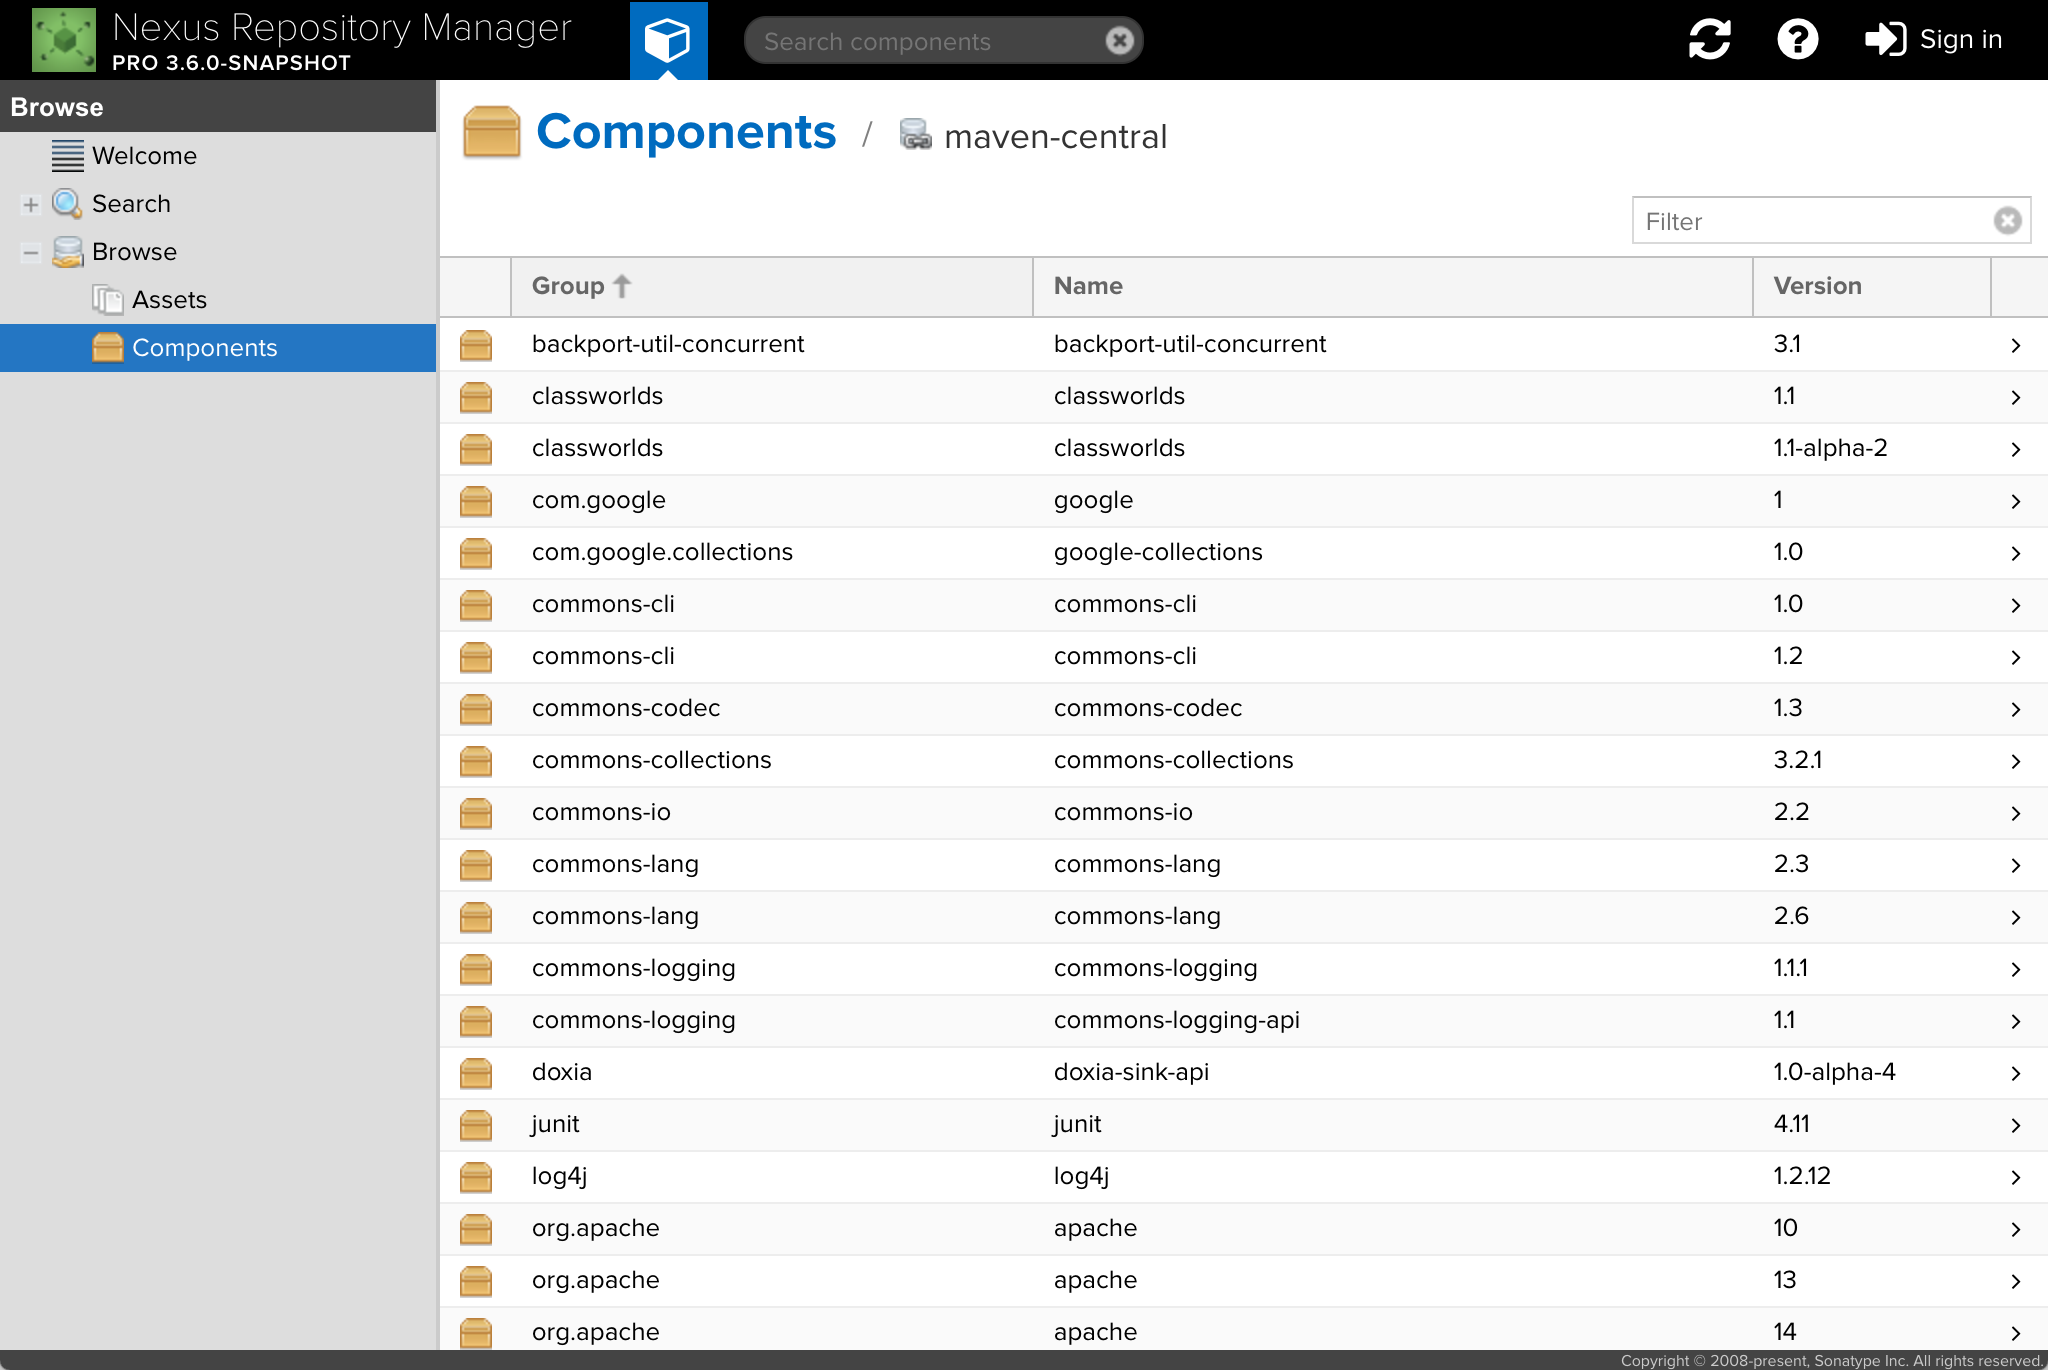 Nexus Repository Manager
PRO 3.6.0-SNAPSHOT
Search components
Sign in
Browse
Welcome
Search
Browse
Assets
Components
Components / maven-central
Filter
Group Name Version
backport-util-concurrent backport-util-concurrent 3.1
classworlds classworlds 1.1
classworlds classworlds 1.1-alpha-2
com.google google 1
com.google.collections google-collections 1.0
commons-cli commons-cli 1.0
commons-cli commons-cli 1.2
commons-codec commons-codec 1.3
commons-collections commons-collections 3.2.1
commons-io commons-io 2.2
commons-lang commons-lang 2.3
commons-lang commons-lang 2.6
commons-logging commons-logging 1.1.1
commons-logging commons-logging-api 1.1
doxia doxia-sink-api 1.0-alpha-4
junit junit 4.11
log4j log4j 1.2.12
org.apache apache 10
org.apache apache 13
org.apache apache 14
Copyright © 2008-present, Sonatype Inc. All rights reserved.